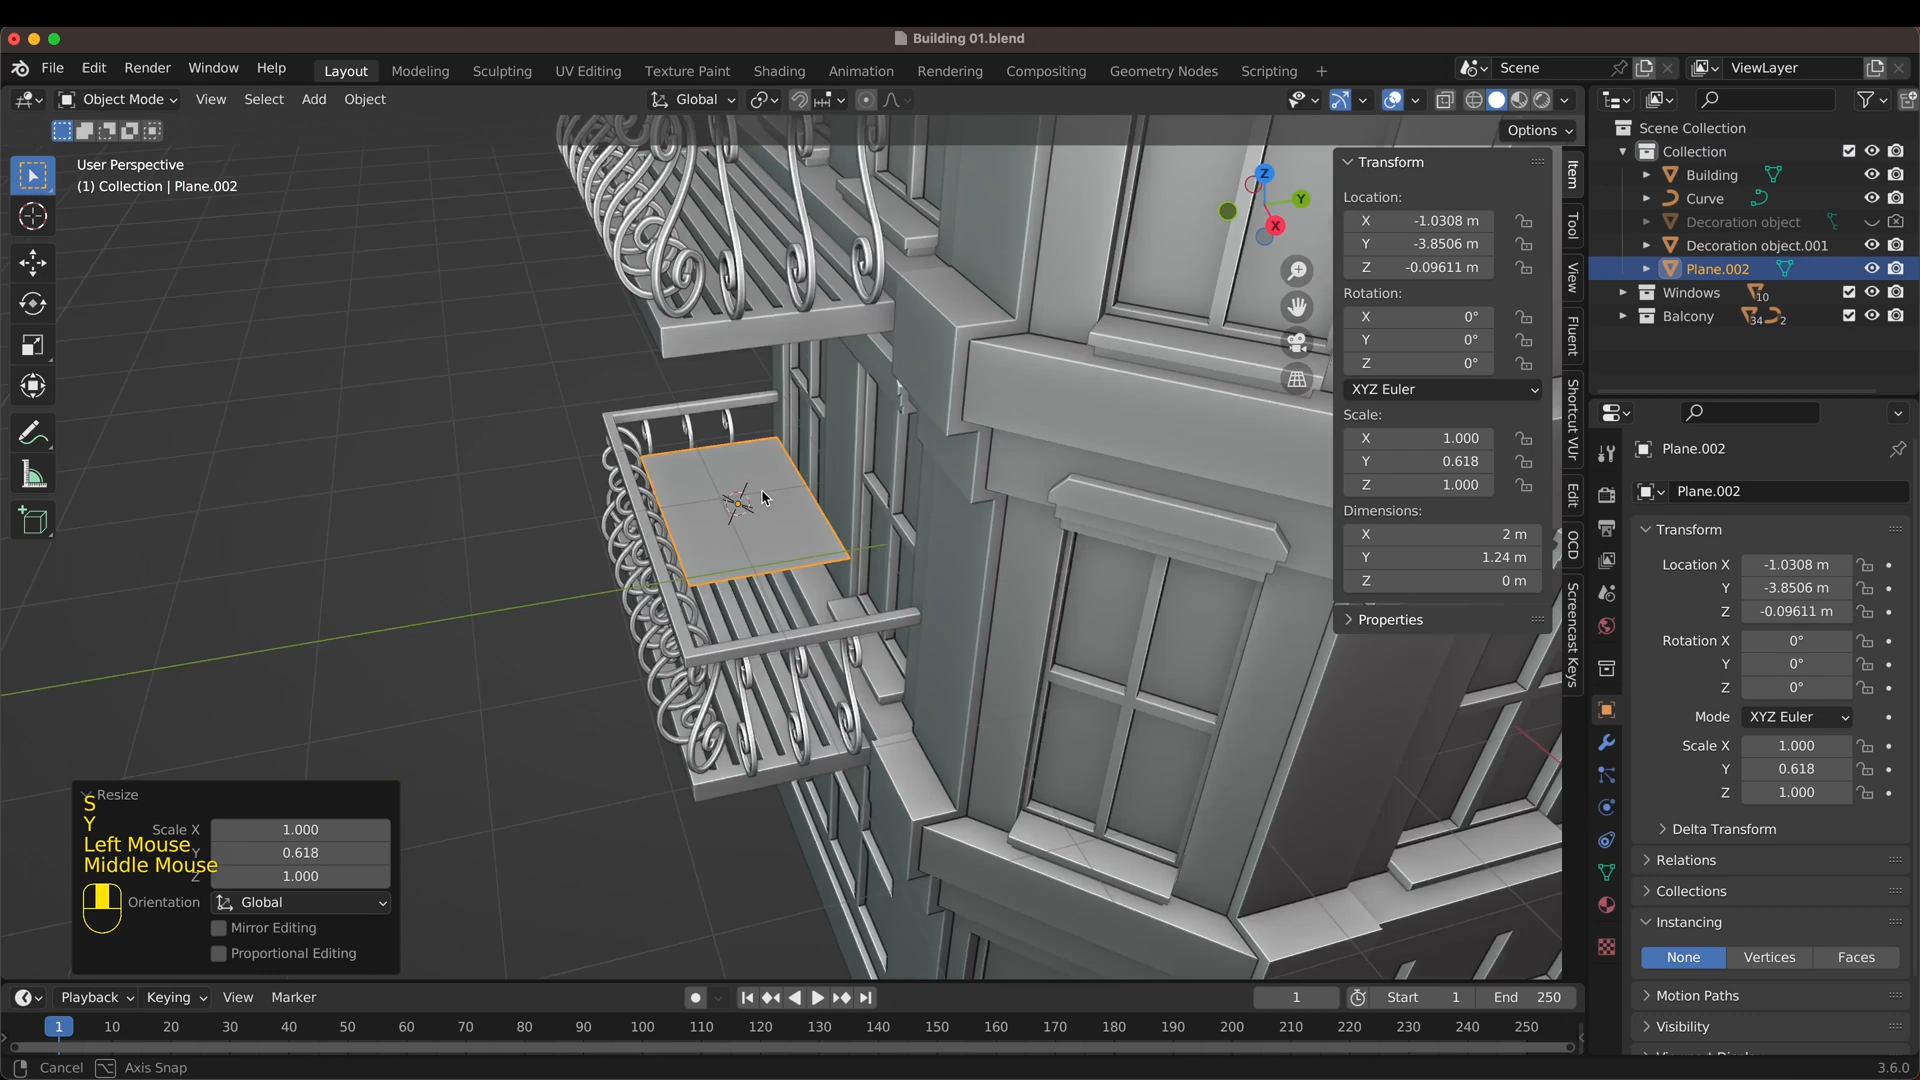 Building 01.blend
File Edit Render Window Help Layout Modeling Sculpting UV Editing Texture Paint Shading Animation Rendering Compositing Geometry Nodes Scripting + Scene ViewLayer
Object Mode View Select Add Object Global
Options
User Perspective
(1) Collection | Plane.002
Z
Y
X
Transform
Location:
X -1.0308 m
Y -3.8506 m
Z -0.09611 m
Rotation:
X 0°
Y 0°
Z 0°
XYZ Euler
Scale:
X 1.000
Y 0.618
Z 1.000
Dimensions:
X 2 m
Y 1.24 m
Z 0 m
Properties
Item
Tool
View
Fluent
Shortcut VUr
Edit
OCD
Screencast Keys
Scene Collection
Collection
Building
Curve
Decoration object
Decoration object.001
Plane.002
Windows 10
Balcony 34 2
Plane.002
Plane.002
Transform
Location X -1.0308 m
Y -3.8506 m
Z -0.09611 m
Rotation X 0°
Y 0°
Z 0°
Mode XYZ Euler
Scale X 1.000
Y 0.618
Z 1.000
Delta Transform
Relations
Collections
Instancing
None Vertices Faces
Motion Paths
Visibility
Resize
S
Y
Left Mouse
Middle Mouse
Scale X 1.000
Y 0.618
Z 1.000
Orientation Global
Mirror Editing
Proportional Editing
Playback Keying View Marker 1 Start 1 End 250
1 10 20 30 40 50 60 70 80 90 100 110 120 130 140 150 160 170 180 190 200 210 220 230 240 250
Cancel Axis Snap 3.6.0